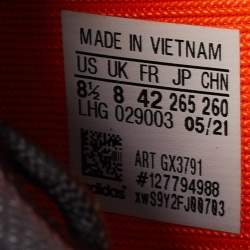 MADE IN VIETNAM
US UK FR JP CHN
8½ 8 42 265 260
LHG 029003 05/21
ART GX3791
#127794988
adidas xwS9Y2FJ00703